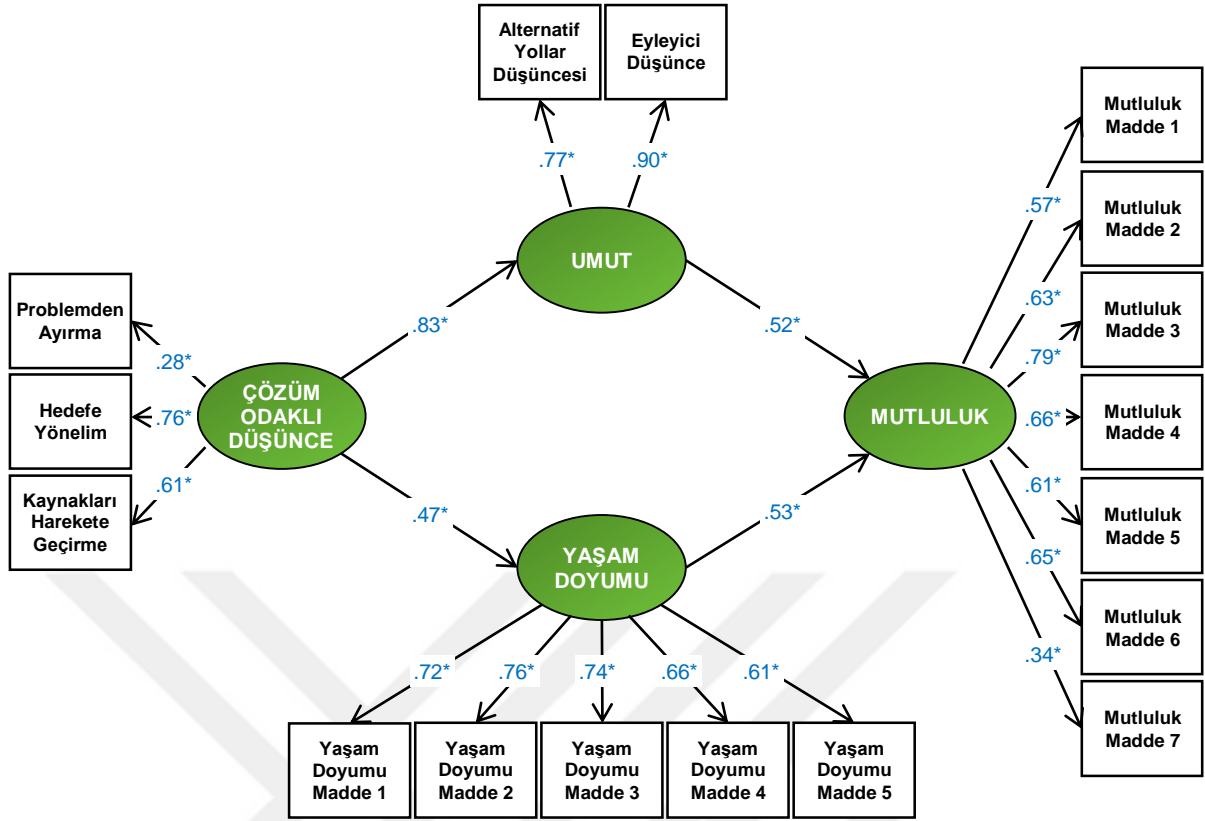 Alternatif
Yollar
Düşüncesi
Eyleyici
Düşünce
.77*
.90*
UMUT
Problemden
Ayırma
Hedefe
Yönelim
Kaynakları
Harekete
Geçirme
.28*
.76*
.61*
ÇÖZÜM
ODAKLI
DÜŞÜNCE
.83*
.47*
.52*
.53*
YAŞAM
DOYUMU
.72*
.76*
.74*
.66*
.61*
Yaşam
Doyumu
Madde 1
Yaşam
Doyumu
Madde 2
Yaşam
Doyumu
Madde 3
Yaşam
Doyumu
Madde 4
Yaşam
Doyumu
Madde 5
MUTLULUK
.57*
.63*
.79*
.66*
.61*
.65*
.34*
Mutluluk
Madde 1
Mutluluk
Madde 2
Mutluluk
Madde 3
Mutluluk
Madde 4
Mutluluk
Madde 5
Mutluluk
Madde 6
Mutluluk
Madde 7